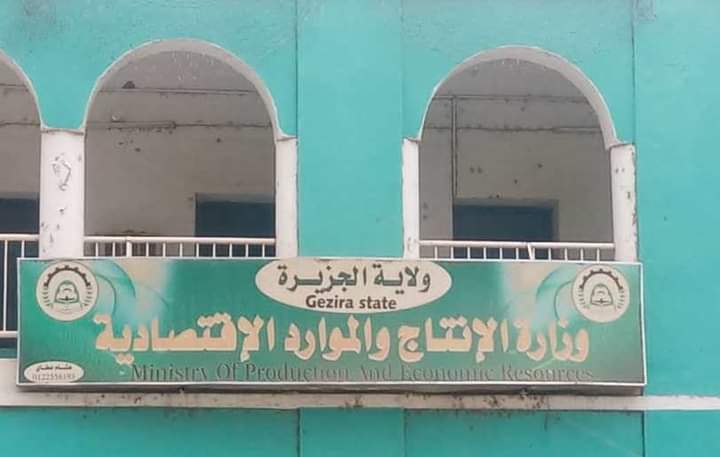 ولاية الجزيرة
Gezira state
وزارة الإنتاج والموارد الإقتصادية
Ministry Of Production And Economic Resources